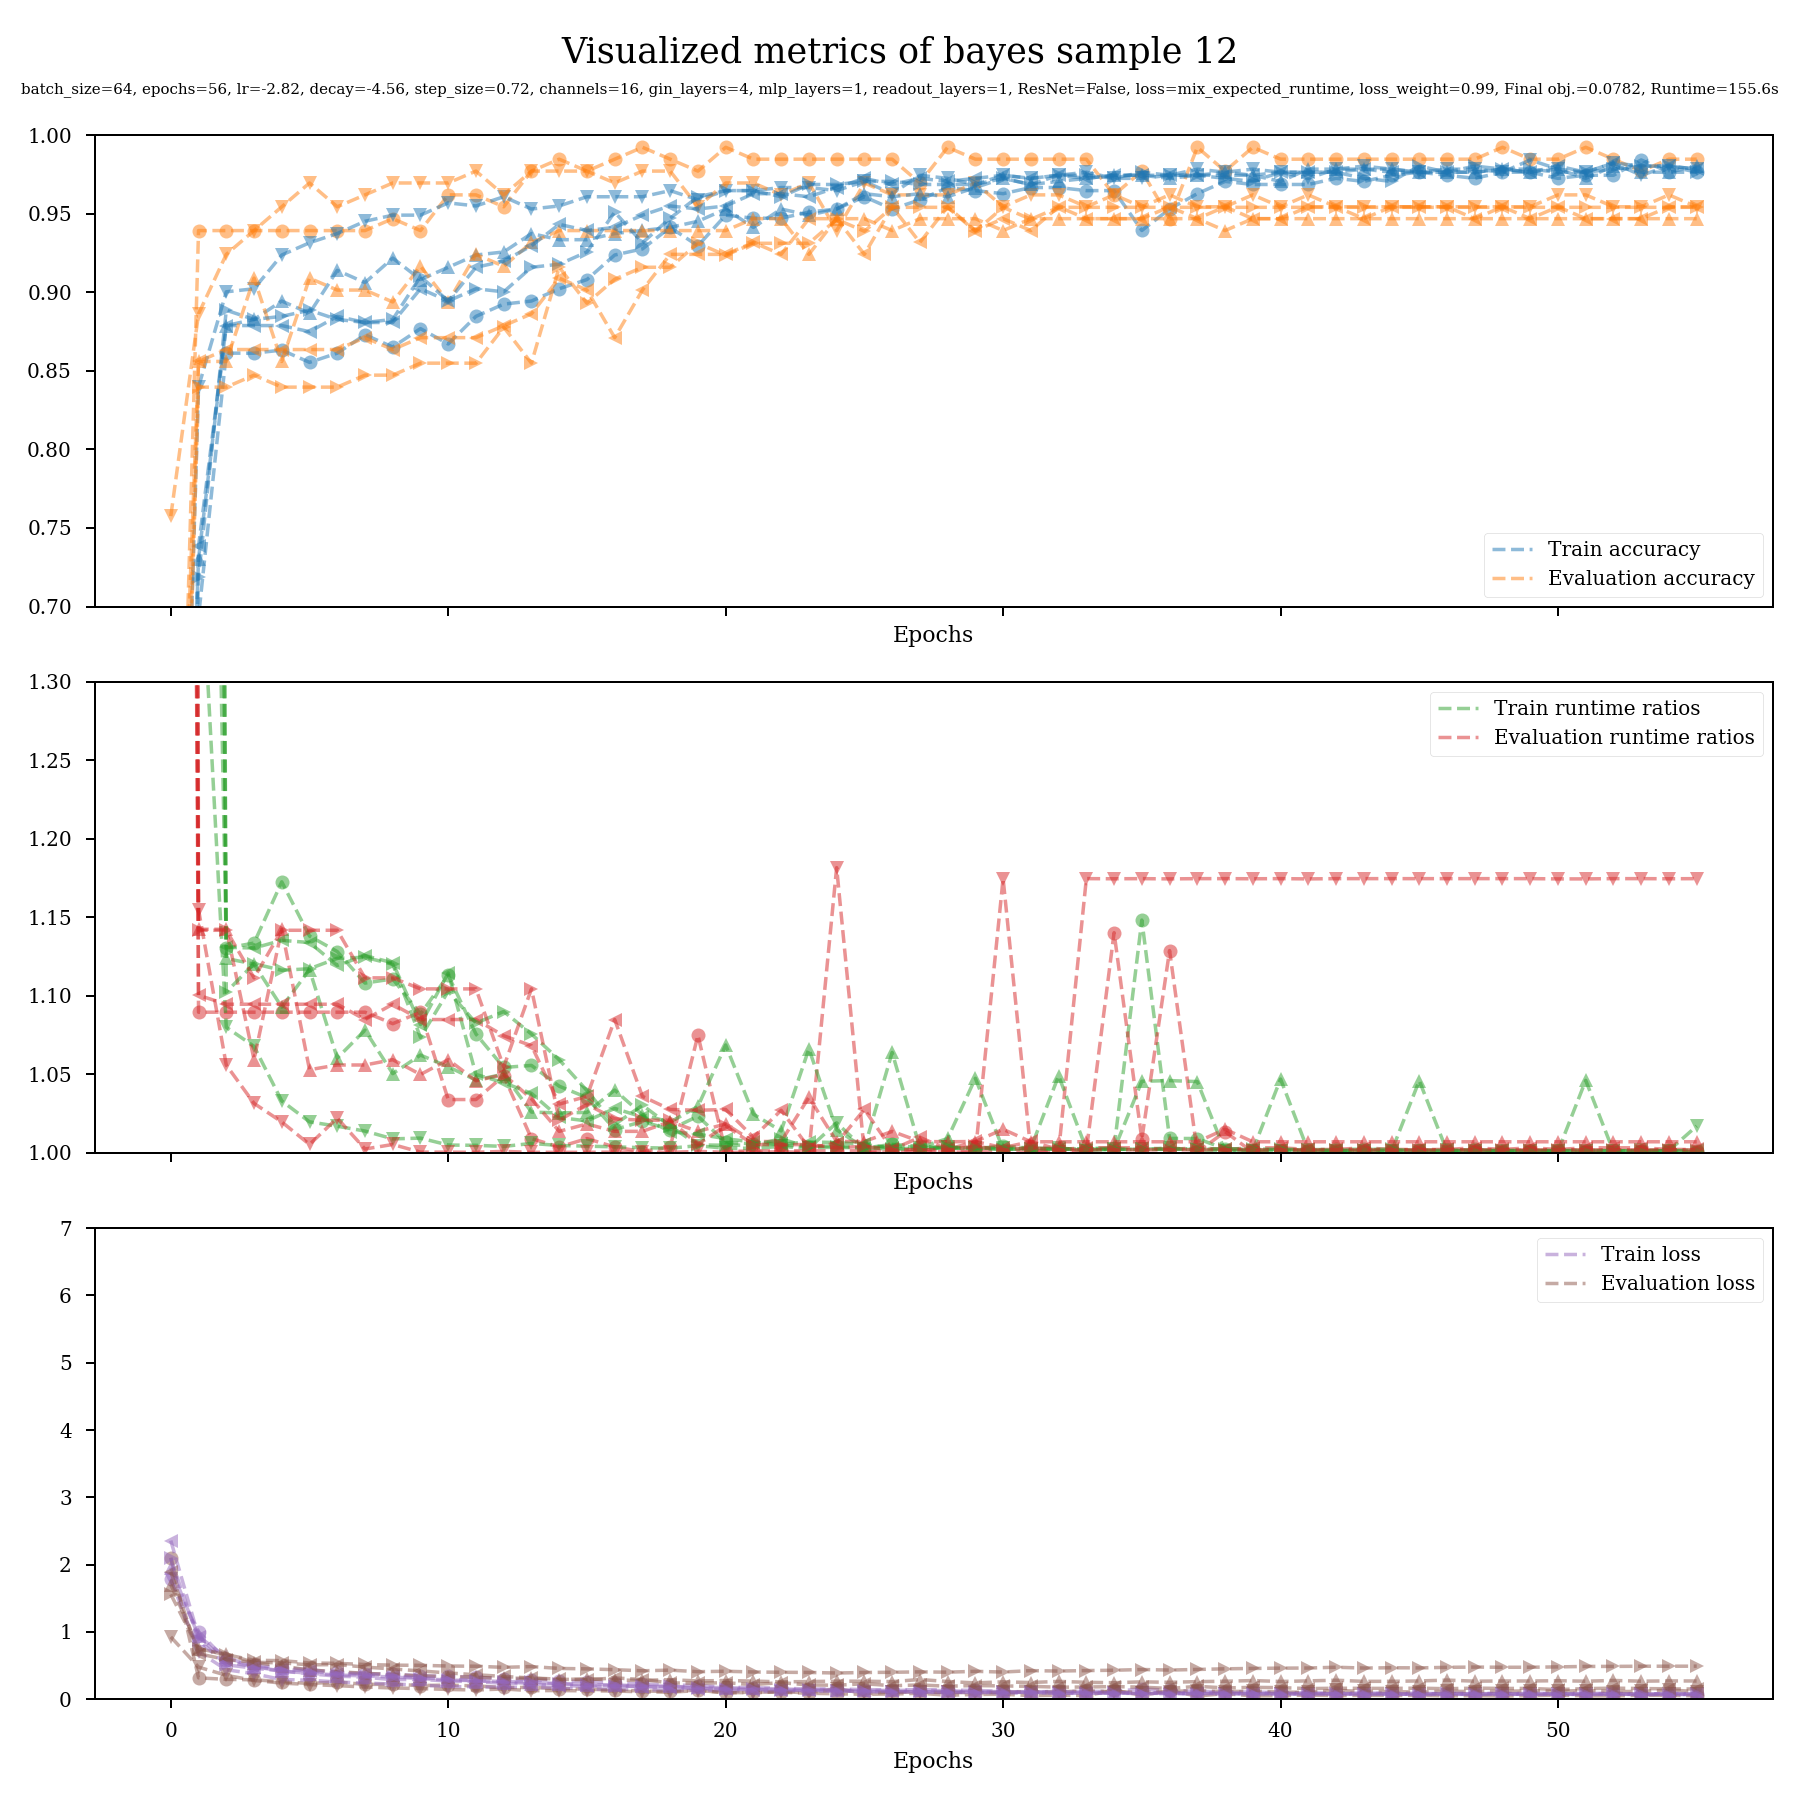 Visualized metrics of bayes sample 12
batch_size=64, epochs=56, lr=-2.82, decay=-4.56, step_size=0.72, channels=16, gin_layers=4, mlp_layers=1, readout_layers=1, ResNet=False, loss=mix_expected_runtime, loss_weight=0.99, Final obj.=0.0782, Runtime=155.6s
1.00
0.95
0.90
0.85
0.80
0.75
0.70
Train accuracy
Evaluation accuracy
Epochs
1.30
1.25
1.20
1.15
1.10
1.05
1.00
Train runtime ratios
Evaluation runtime ratios
Epochs
7
6
5
4
3
2
1
0
Train loss
Evaluation loss
0 10 20 30 40 50
Epochs